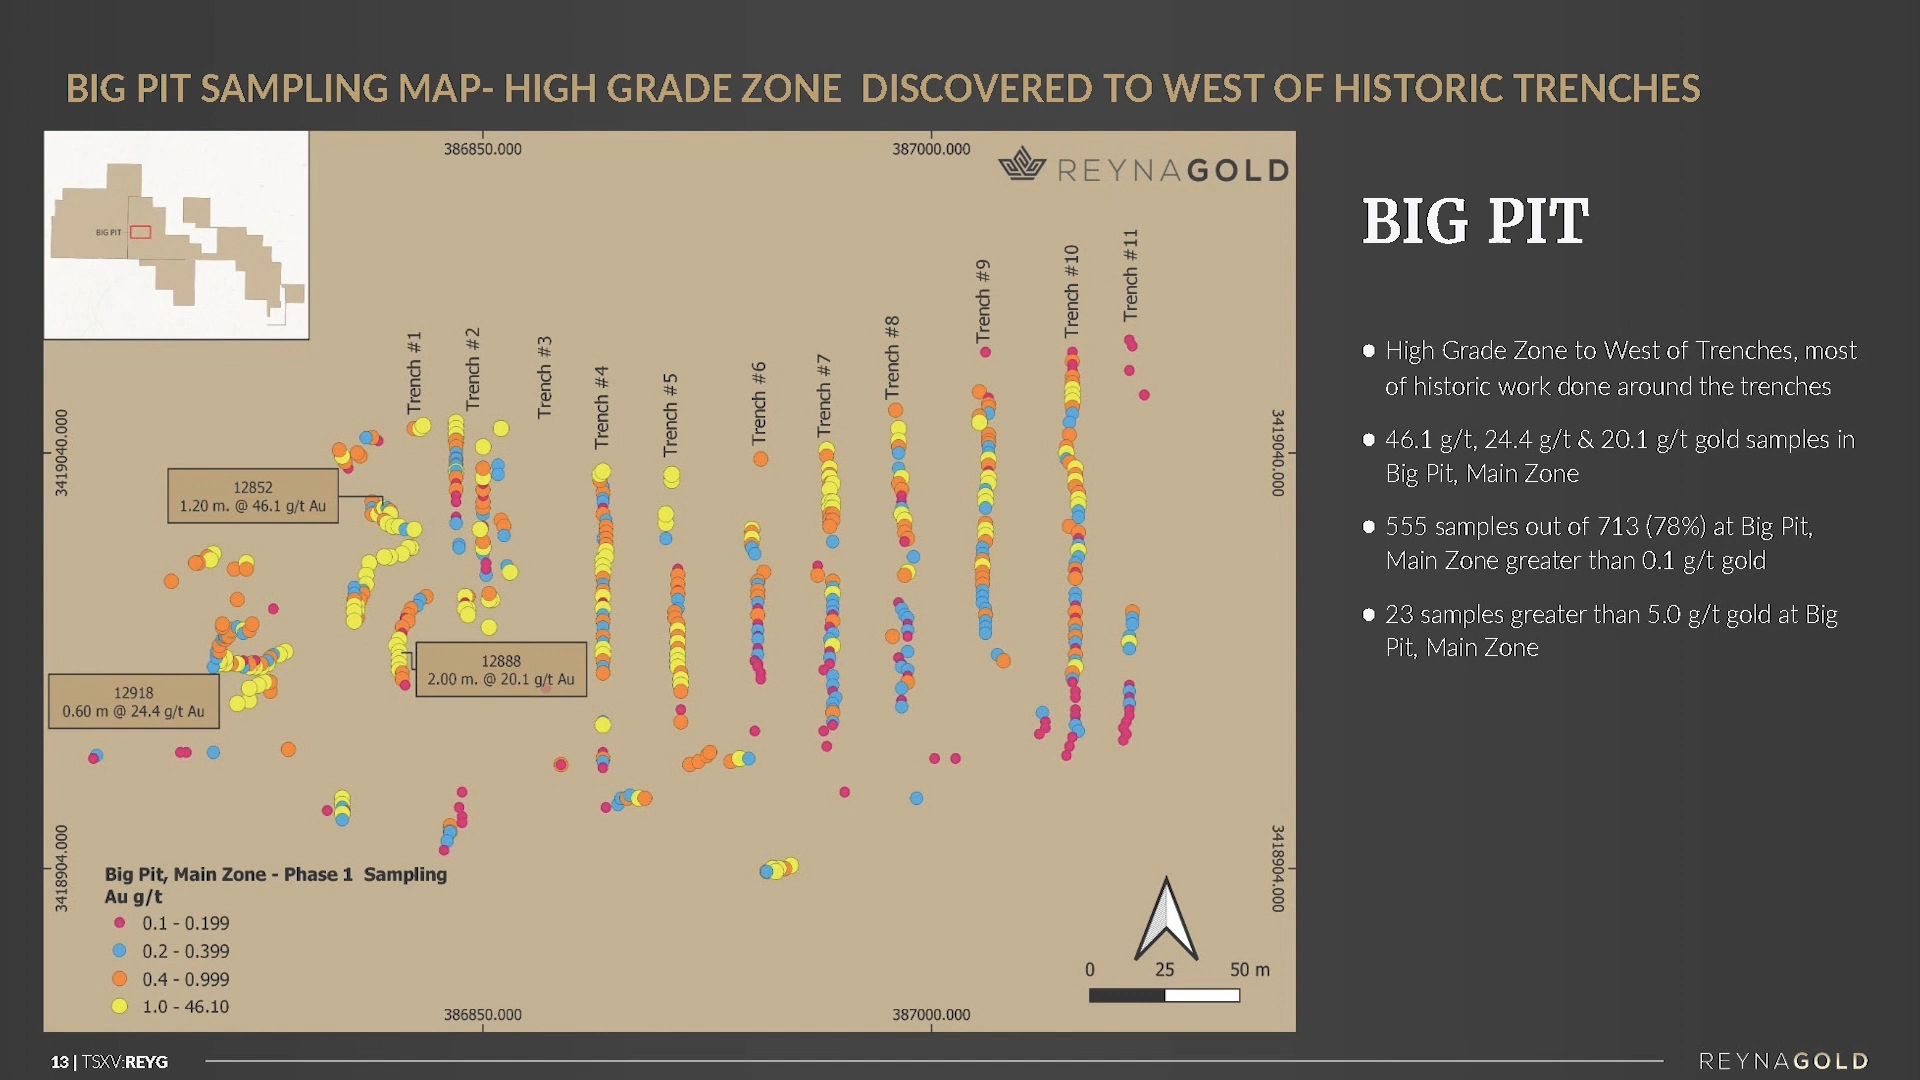 BIG PIT SAMPLING MAP- HIGH GRADE ZONE  DISCOVERED TO WEST OF HISTORIC TRENCHES
386850.000
387000.000
REYNAGOLD
BIG PIT
BIG PIT
Trench #1
Trench #2
Trench #3
Trench #4
Trench #5
Trench #6
Trench #7
Trench #8
Trench #9
Trench #10
Trench #11
3419040.000
3419040.000
12852
1.20 m. @ 46.1 g/t Au
12888
2.00 m. @ 20.1 g/t Au
12918
0.60 m @ 24.4 g/t Au
3418904.000
3418904.000
Big Pit, Main Zone - Phase 1  Sampling
Au g/t
0.1 - 0.199
0.2 - 0.399
0.4 - 0.999
1.0 - 46.10
0 25 50 m
386850.000
387000.000
● High Grade Zone to West of Trenches, most
of historic work done around the trenches
● 46.1 g/t, 24.4 g/t & 20.1 g/t gold samples in
Big Pit, Main Zone
● 555 samples out of 713 (78%) at Big Pit,
Main Zone greater than 0.1 g/t gold
● 23 samples greater than 5.0 g/t gold at Big
Pit, Main Zone
13 | TSXV:REYG
REYNAGOLD